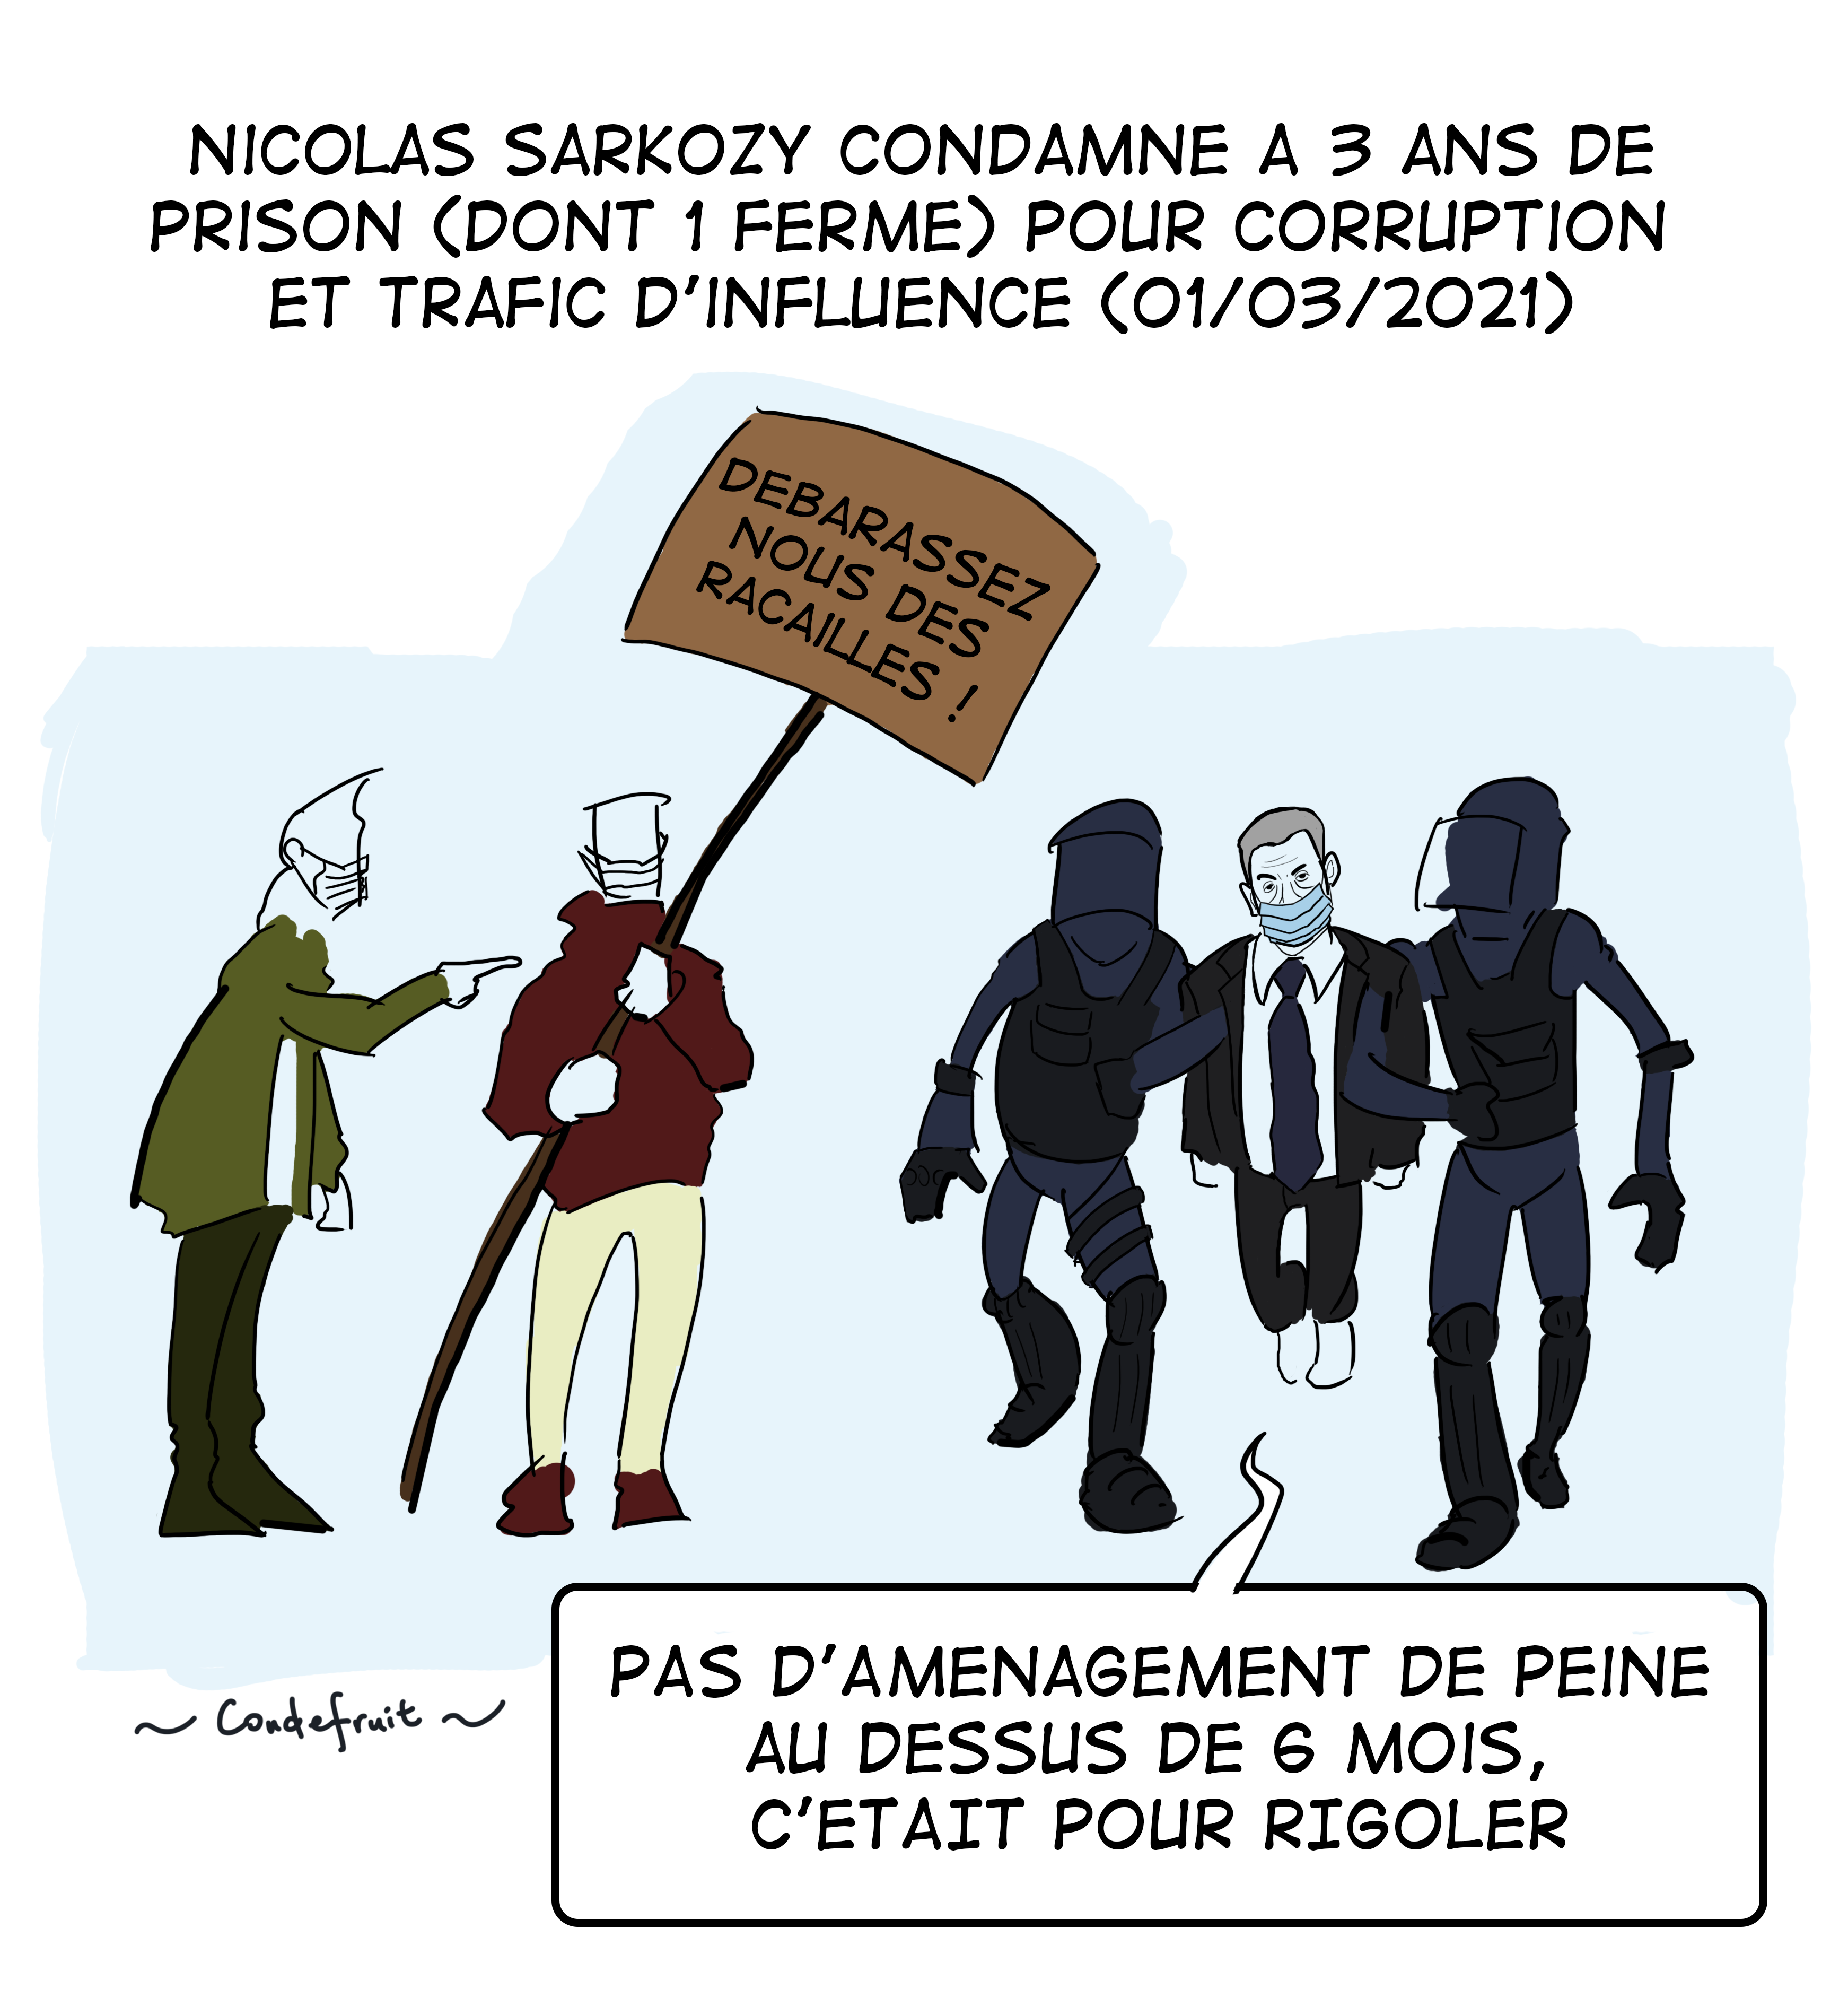 NICOLAS SARKOZY CONDAMNE A 3 ANS DE
PRISON (DONT 1 FERME) POUR CORRUPTION
ET TRAFIC D'INFLUENCE (01/03/2021)
DEBARASSEZ
NOUS DES
RACAILLES !
PAS D'AMENAGEMENT DE PEINE
AU DESSUS DE 6 MOIS,
C'ETAIT POUR RIGOLER
~ Condefruit ~